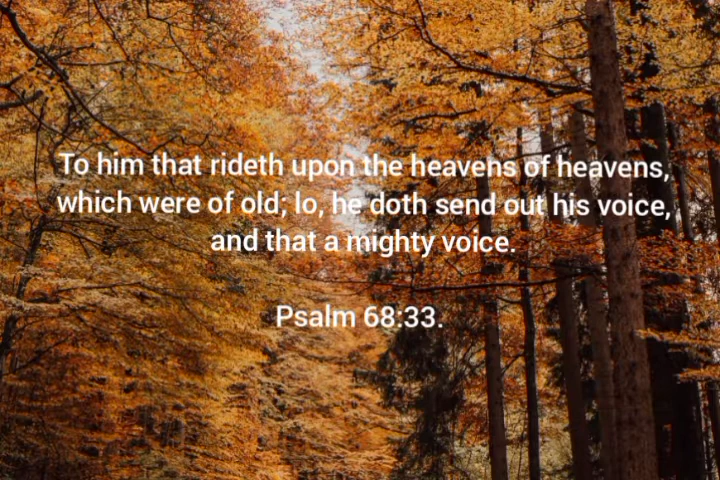 To him that rideth upon the heavens of heavens,
which were of old; lo, he doth send out his voice,
and that a mighty voice.
Psalm 68:33.